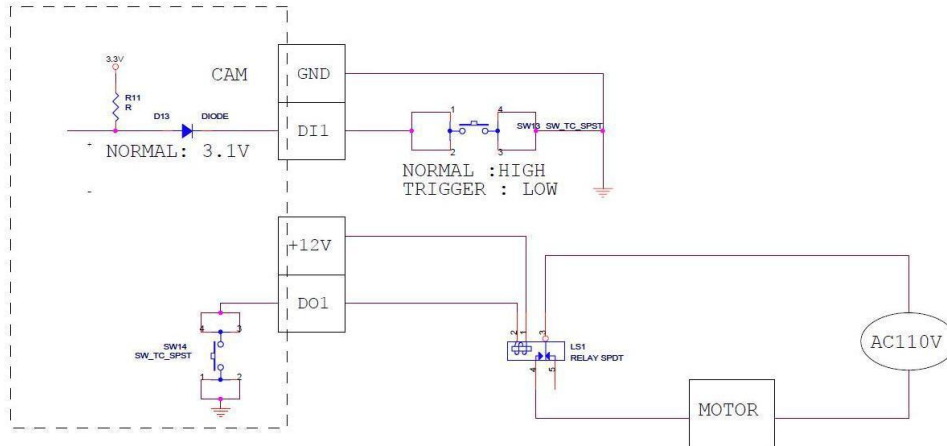 3.3V
R11
R
CAM
GND
D13
DIODE
DI1
1
4
SW13 SW_TC_SPST
2
3
+
NORMAL: 3.1V
-
NORMAL :HIGH
TRIGGER : LOW
+12V
DO1
4
3
SW14
SW_TC_SPST
1
2
2
1
3
LS1
RELAY SPDT
4
5
AC110V
MOTOR